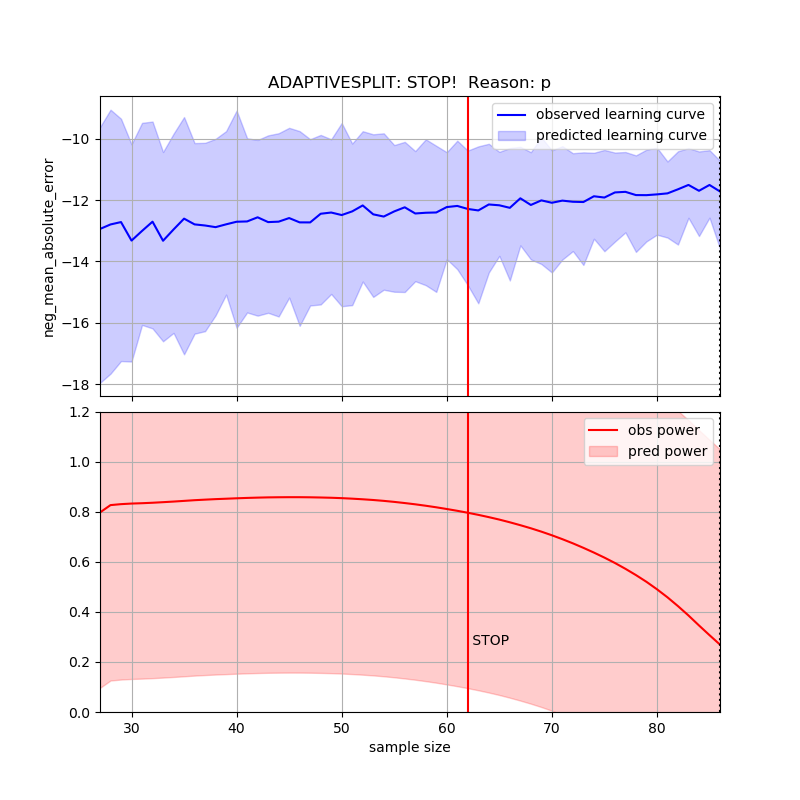 ADAPTIVESPLIT: STOP!  Reason: p
observed learning curve
predicted learning curve
neg_mean_absolute_error
−10
−12
−14
−16
−18
obs power
pred power
1.2
1.0
0.8
0.6
0.4
0.2
0.0
STOP
30 40 50 60 70 80
sample size